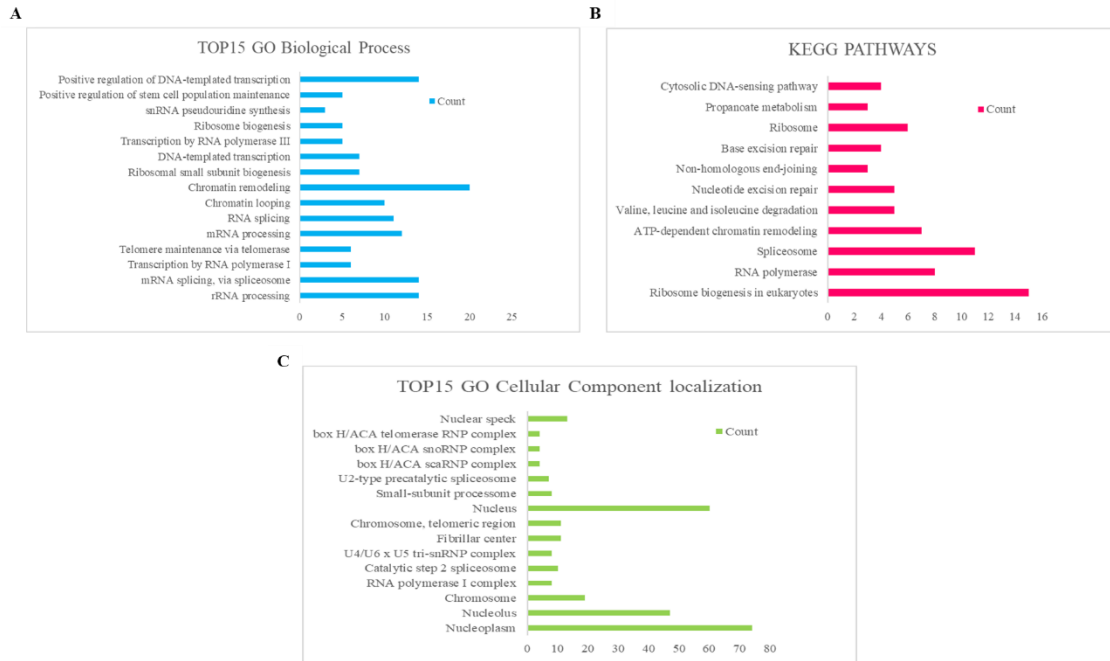 A
TOP15 GO Biological Process
Positive regulation of DNA-templated transcription
Positive regulation of stem cell population maintenance
snRNA pseudouridine synthesis
Ribosome biogenesis
Transcription by RNA polymerase III
DNA-templated transcription
Ribosomal small subunit biogenesis
Chromatin remodeling
Chromatin looping
RNA splicing
mRNA processing
Telomere maintenance via telomerase
Transcription by RNA polymerase I
mRNA splicing, via spliceosome
rRNA processing
Count
0 5 10 15 20 25
B
KEGG PATHWAYS
Cytosolic DNA-sensing pathway
Propanoate metabolism
Ribosome
Base excision repair
Non-homologous end-joining
Nucleotide excision repair
Valine, leucine and isoleucine degradation
ATP-dependent chromatin remodeling
Spliceosome
RNA polymerase
Ribosome biogenesis in eukaryotes
Count
0 2 4 6 8 10 12 14 16
C
TOP15 GO Cellular Component localization
Nuclear speck
box H/ACA telomerase RNP complex
box H/ACA snoRNP complex
box H/ACA scaRNP complex
U2-type precatalytic spliceosome
Small-subunit processome
Nucleus
Chromosome, telomeric region
Fibrillar center
U4/U6 x U5 tri-snRNP complex
Catalytic step 2 spliceosome
RNA polymerase I complex
Chromosome
Nucleolus
Nucleoplasm
Count
0 10 20 30 40 50 60 70 80